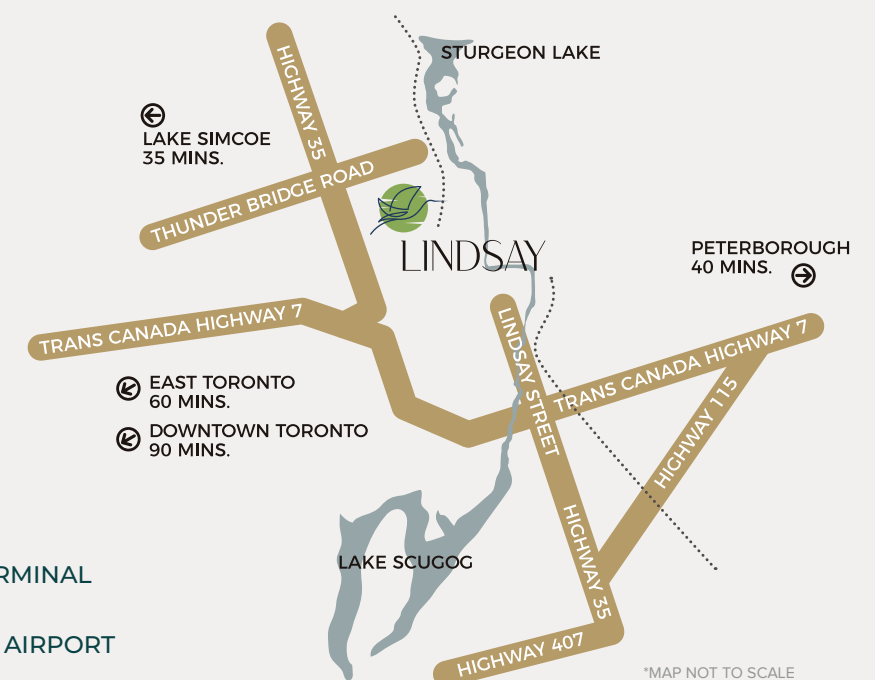 STURGEON LAKE
HIGHWAY 35
LAKE SIMCOE
35 MINS.
THUNDER BRIDGE ROAD
LINDSAY
PETERBOROUGH
40 MINS.
TRANS CANADA HIGHWAY 7
LINDSAY STREET
TRANS CANADA HIGHWAY 7
EAST TORONTO
60 MINS.
HIGHWAY 115
DOWNTOWN TORONTO
90 MINS.
HIGHWAY 35
LAKE SCUGOG
AIRPORT
HIGHWAY 407
*MAP NOT TO SCALE